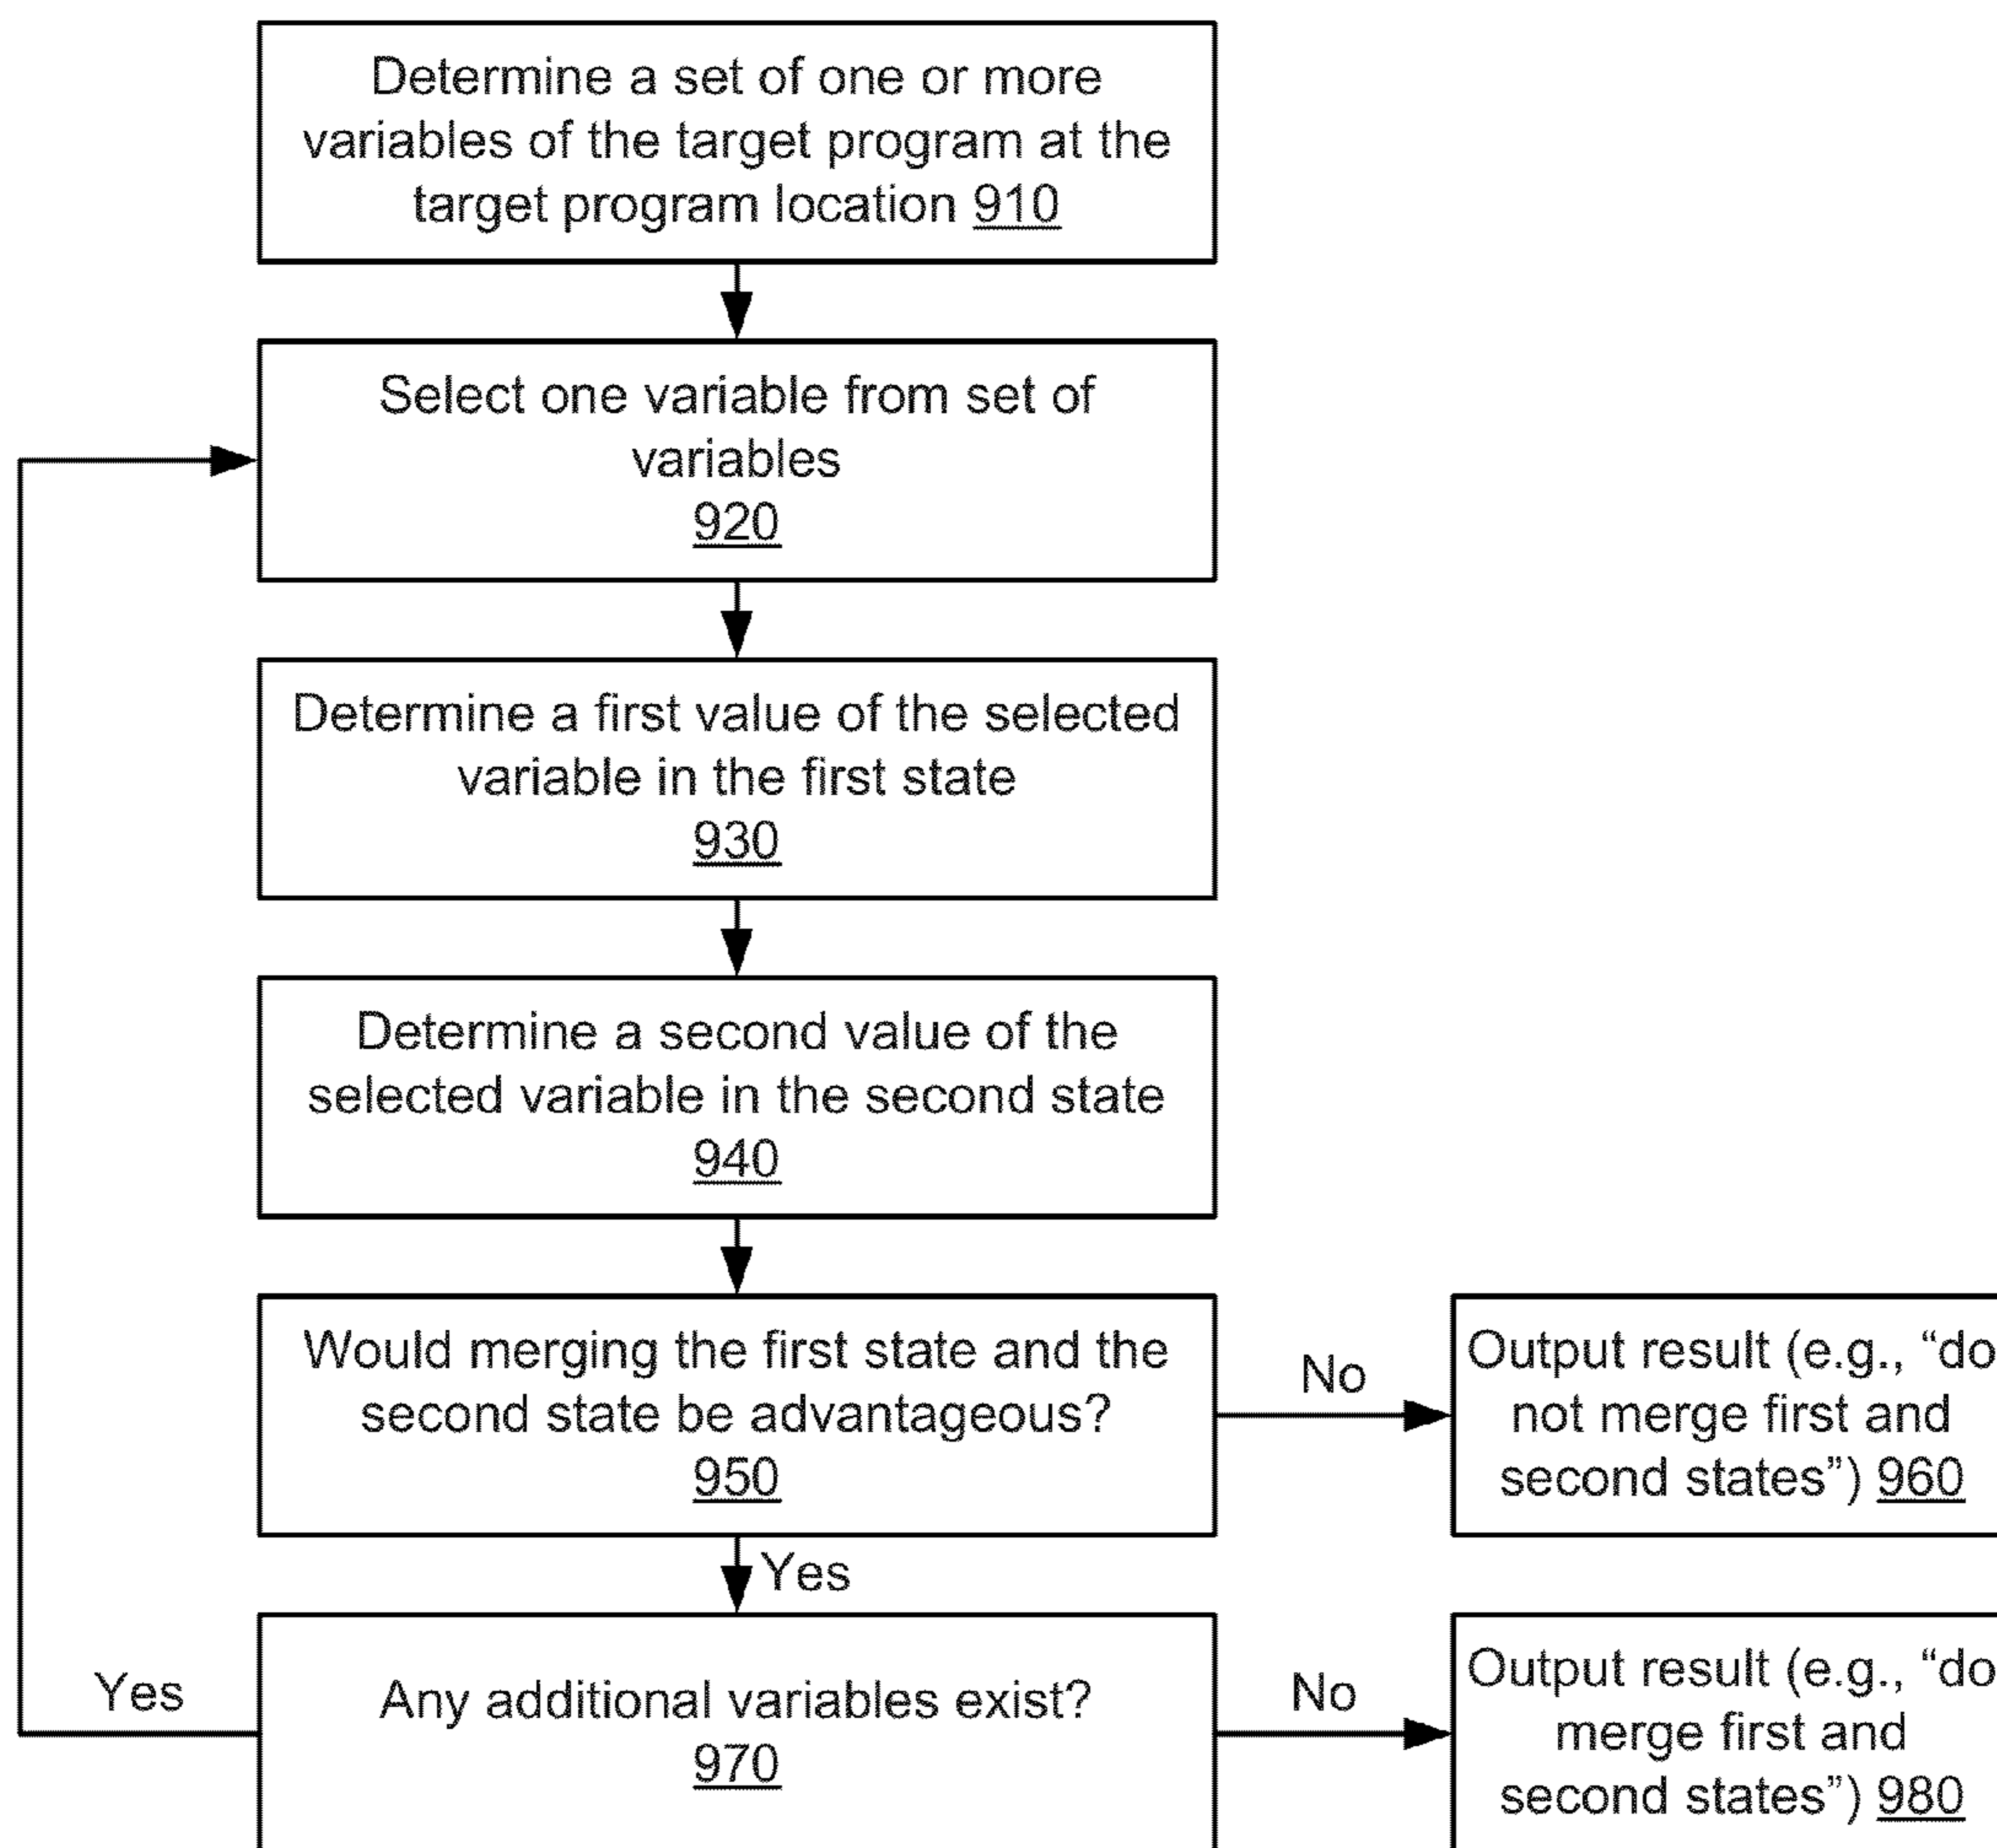 Determine a set of one or more
variables of the target program at the
target program location 910
Select one variable from set of
variables
920
Determine a first value of the selected
variable in the first state
930
Determine a second value of the
selected variable in the second state
940
Would merging the first state and the
second state be advantageous?
950
No
Output result (e.g., “do
not merge first and
second states”) 960
Yes
Any additional variables exist?
970
Yes
No
Output result (e.g., “do
merge first and
second states”) 980